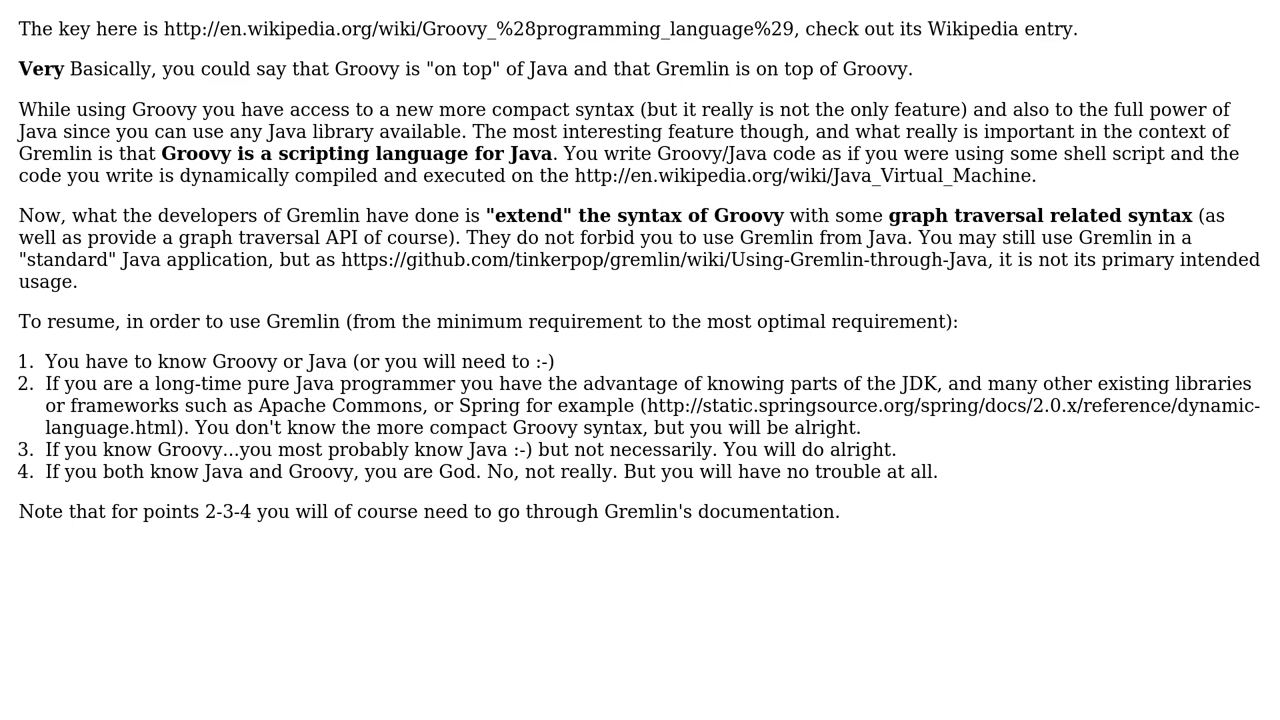 The key here is http://en.wikipedia.org/wiki/Groovy_%28programming_language%29, check out its Wikipedia entry.
Very Basically, you could say that Groovy is "on top" of Java and that Gremlin is on top of Groovy.
While using Groovy you have access to a new more compact syntax (but it really is not the only feature) and also to the full power of
Java since you can use any Java library available. The most interesting feature though, and what really is important in the context of
Gremlin is that Groovy is a scripting language for Java. You write Groovy/Java code as if you were using some shell script and the
code you write is dynamically compiled and executed on the http://en.wikipedia.org/wiki/Java_Virtual_Machine.
Now, what the developers of Gremlin have done is "extend" the syntax of Groovy with some graph traversal related syntax (as
well as provide a graph traversal API of course). They do not forbid you to use Gremlin from Java. You may still use Gremlin in a
"standard" Java application, but as https://github.com/tinkerpop/gremlin/wiki/Using-Gremlin-through-Java, it is not its primary intended
usage.
To resume, in order to use Gremlin (from the minimum requirement to the most optimal requirement):
1. You have to know Groovy or Java (or you will need to :-)
2. If you are a long-time pure Java programmer you have the advantage of knowing parts of the JDK, and many other existing libraries
or frameworks such as Apache Commons, or Spring for example (http://static.springsource.org/spring/docs/2.0.x/reference/dynamic-
language.html). You don't know the more compact Groovy syntax, but you will be alright.
3. If you know Groovy...you most probably know Java :-) but not necessarily. You will do alright.
4. If you both know Java and Groovy, you are God. No, not really. But you will have no trouble at all.
Note that for points 2-3-4 you will of course need to go through Gremlin's documentation.